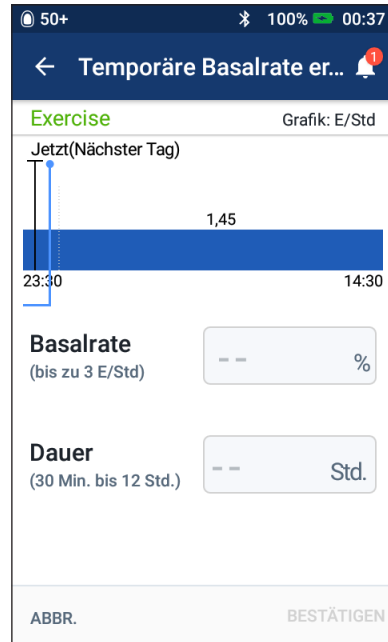 50+ 100% 00:37
Temporäre Basalrate er... 1
Exercise Grafik: E/Std
Jetzt(Nächster Tag)
1,45
23:30 14:30
Basalrate
(bis zu 3 E/Std)
-- %
Dauer
(30 Min. bis 12 Std.)
-- Std.
ABBR. BESTÄTIGEN